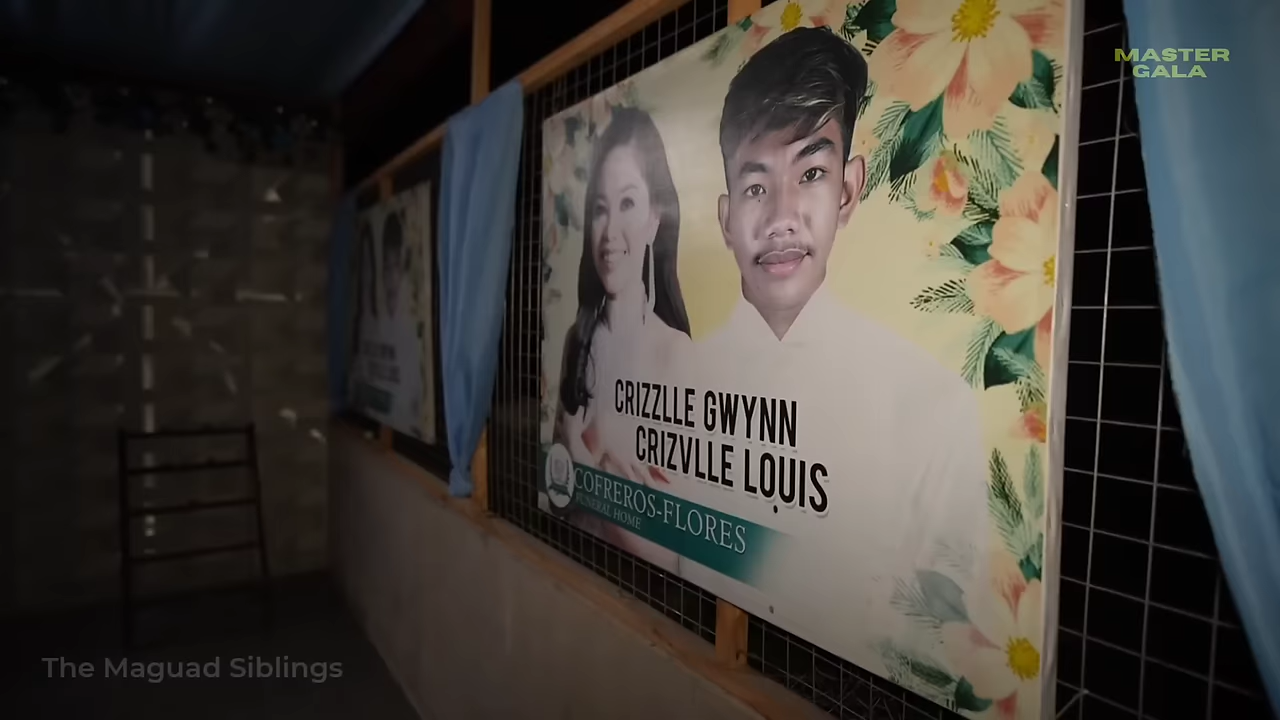 MASTER
GALA
CRIZZLLE GWYNN
CRIZVLLE LOUIS
COFREROS-FLORES
FUNERAL HOME
The Maguad Siblings